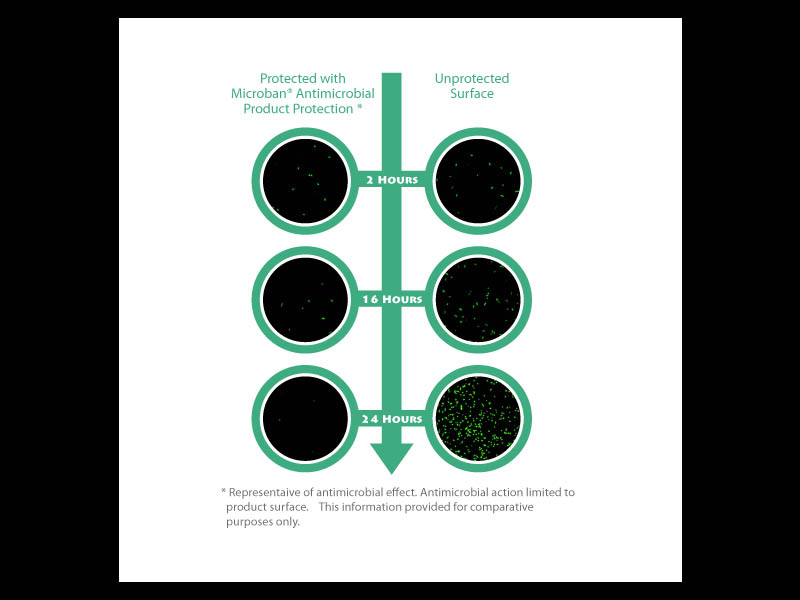 Protected with
Microban® Antimicrobial
Product Protection *
Unprotected
Surface
2 Hours
16 Hours
24 Hours
* Representaive of antimicrobial effect. Antimicrobial action limited to
product surface. This information provided for comparative
purposes only.